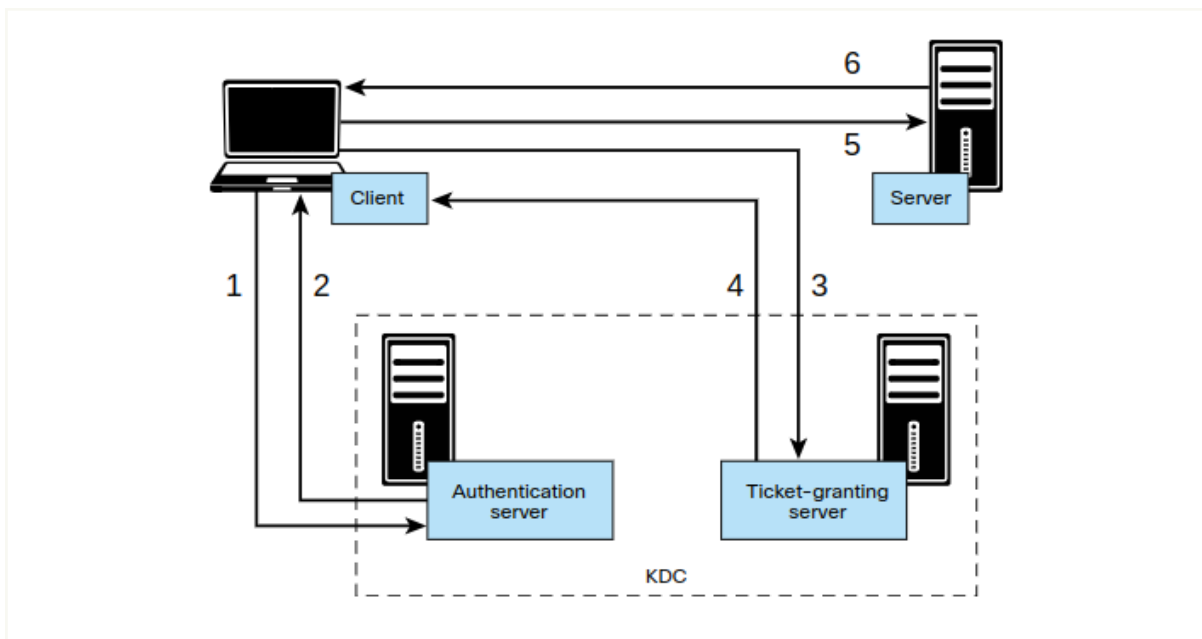 6
5
Client
Server
1
2
4
3
Authentication
server
Ticket-granting
server
KDC